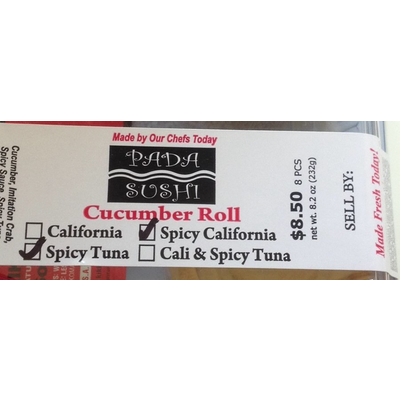 Made by Our Chefs Today
PADA
SUSHI
Cucumber Roll
California
Spicy California
Spicy Tuna
Cali & Spicy Tuna
$8.50 8 PCS
net wt. 8.2 oz (232g)
SELL BY:
Made Fresh Today!
Cucumber, Imitation Crab,
Spicy Sauce, Spicy